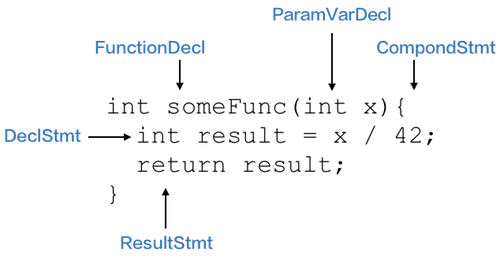 ParamVarDecl
FunctionDecl
CompondStmt
int someFunc(int x){
DeclStmt
int result = x / 42;
return result;
}
ResultStmt